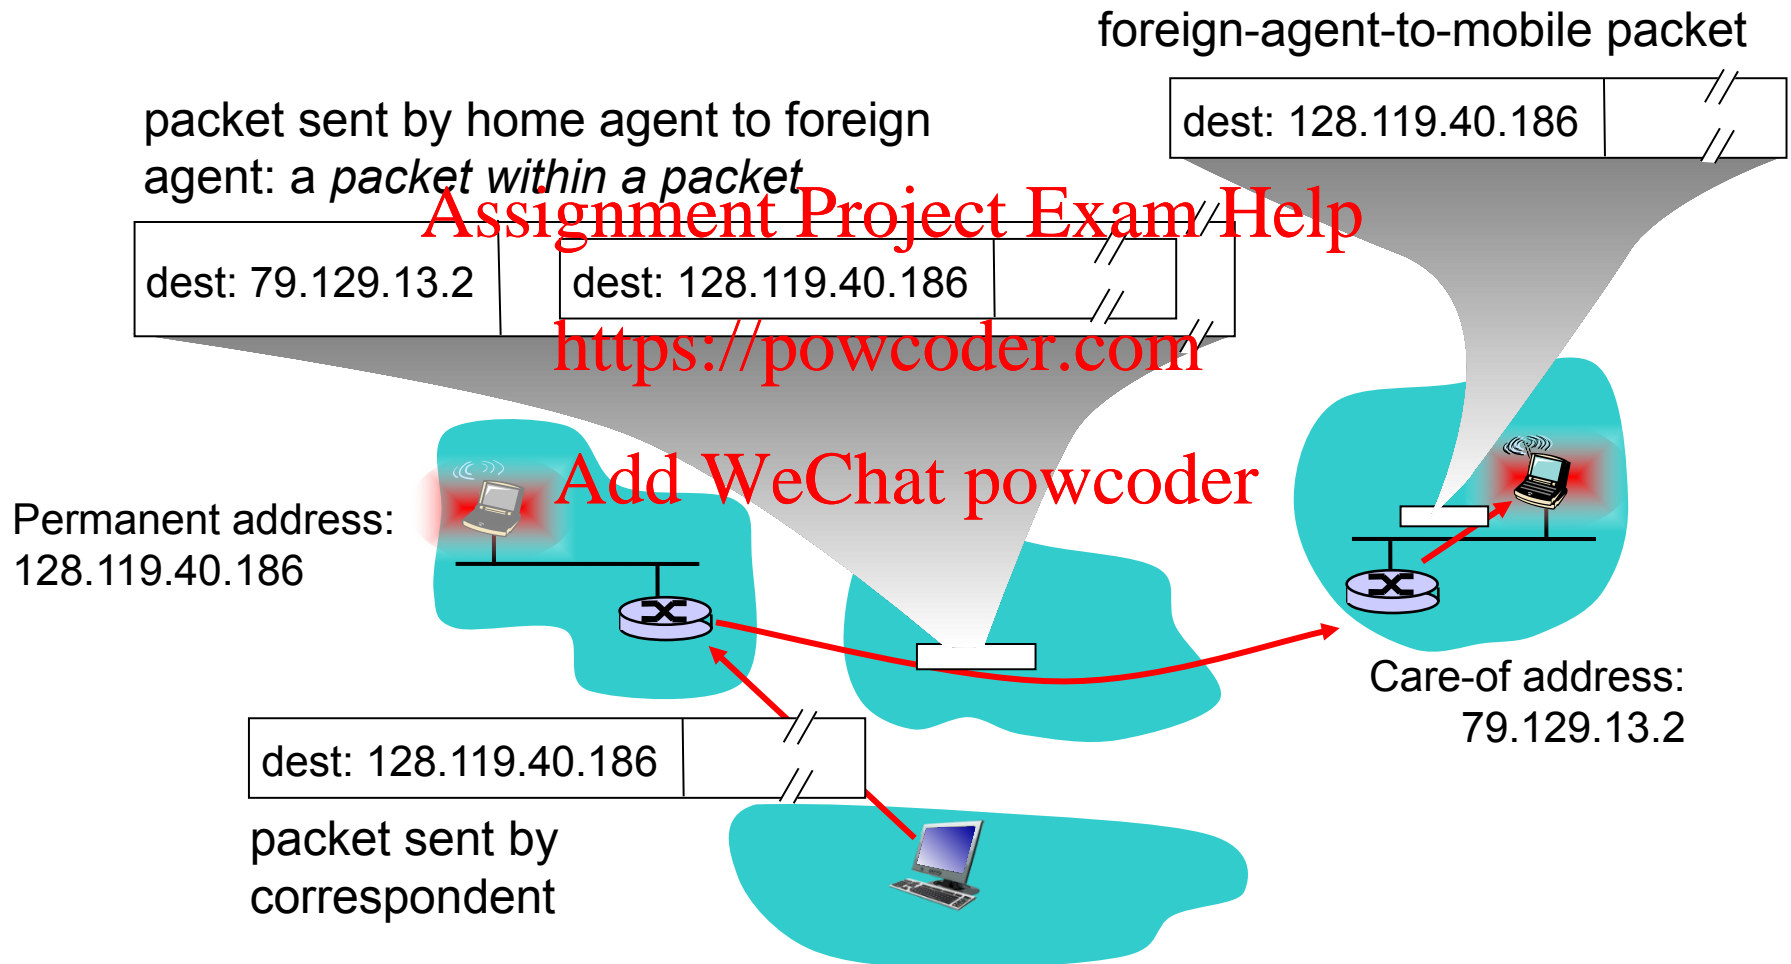 foreign-agent-to-mobile packet
dest: 128.119.40.186
packet sent by home agent to foreign
agent: a packet within a packet
Assignment Project Exam Help
dest: 79.129.13.2
dest: 128.119.40.186
https://powcoder.com
Add WeChat powcoder
Permanent address:
128.119.40.186
Care-of address:
79.129.13.2
dest: 128.119.40.186
packet sent by
correspondent